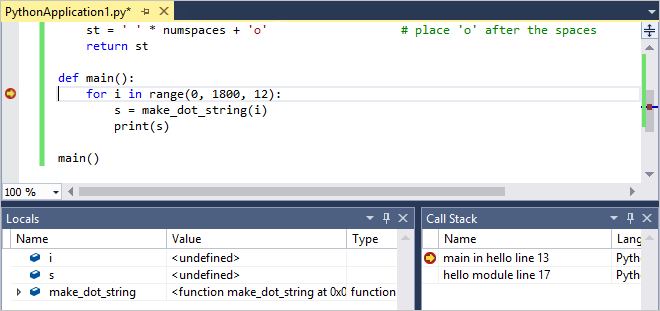 PythonApplication1.py*
st = ' ' * numspaces + 'o' # place 'o' after the spaces
return st
def main():
for i in range(0, 1800, 12):
s = make_dot_string(i)
print(s)
main()
100 %
Locals
Name Value Type
i <undefined>
s <undefined>
make_dot_string <function make_dot_string at 0x0 function
Call Stack
Name Lang
main in hello line 13 Pytho
hello module line 17 Pytho